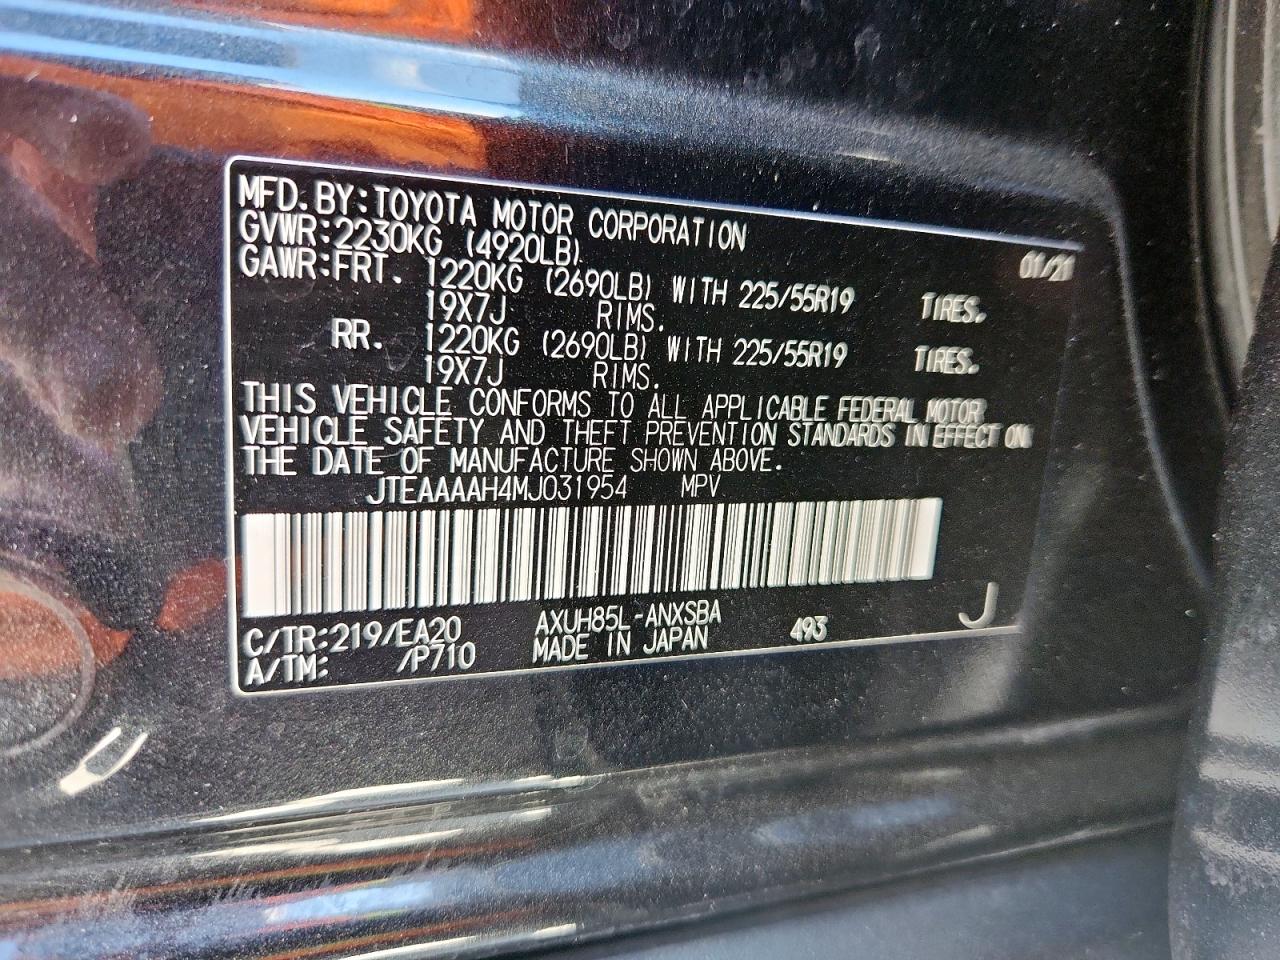 MFD. BY: TOYOTA MOTOR CORPORATION 01/21
GVWR: 2230KG (4920LB)
GAWR: FRT. 1220KG (2690LB) WITH 225/55R19 TIRES.
19X7J RIMS.
RR. 1220KG (2690LB) WITH 225/55R19 TIRES.
19X7J RIMS.
THIS VEHICLE CONFORMS TO ALL APPLICABLE FEDERAL MOTOR
VEHICLE SAFETY AND THEFT PREVENTION STANDARDS IN EFFECT ON
THE DATE OF MANUFACTURE SHOWN ABOVE.
JTEAAAAH4MJ031954 MPV
C/TR: 219/EA20 AXUH85L-ANXSBA 493 J
A/TM: /P710 MADE IN JAPAN